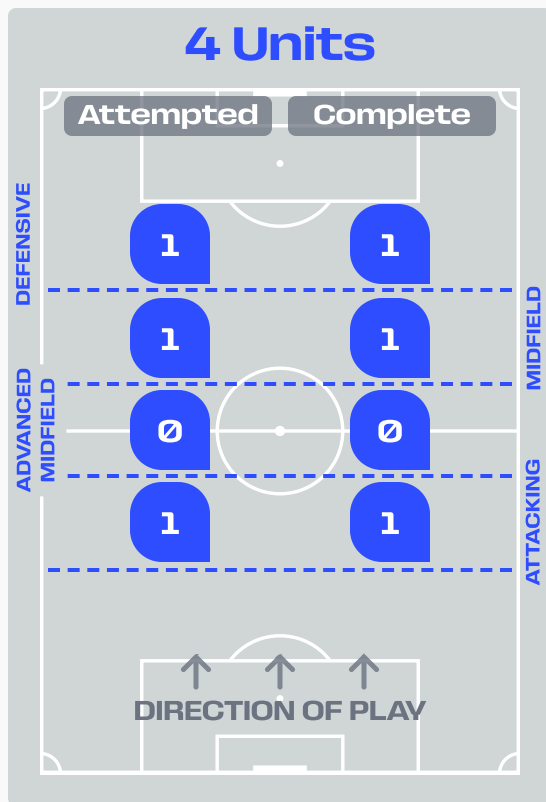 4 Units
Attempted Complete
DEFENSIVE
1 1
MIDFIELD
1 1
ADVANCED
MIDFIELD
0 0
ATTACKING
1 1
DIRECTION OF PLAY